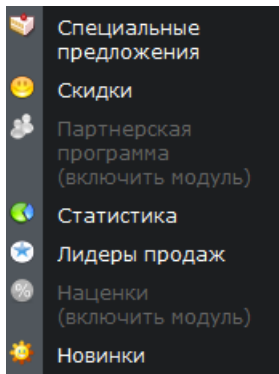 Специальные
предложения
Скидки
Партнерская
программа
(включить модуль)
Статистика
Лидеры продаж
Наценки
(включить модуль)
Новинки